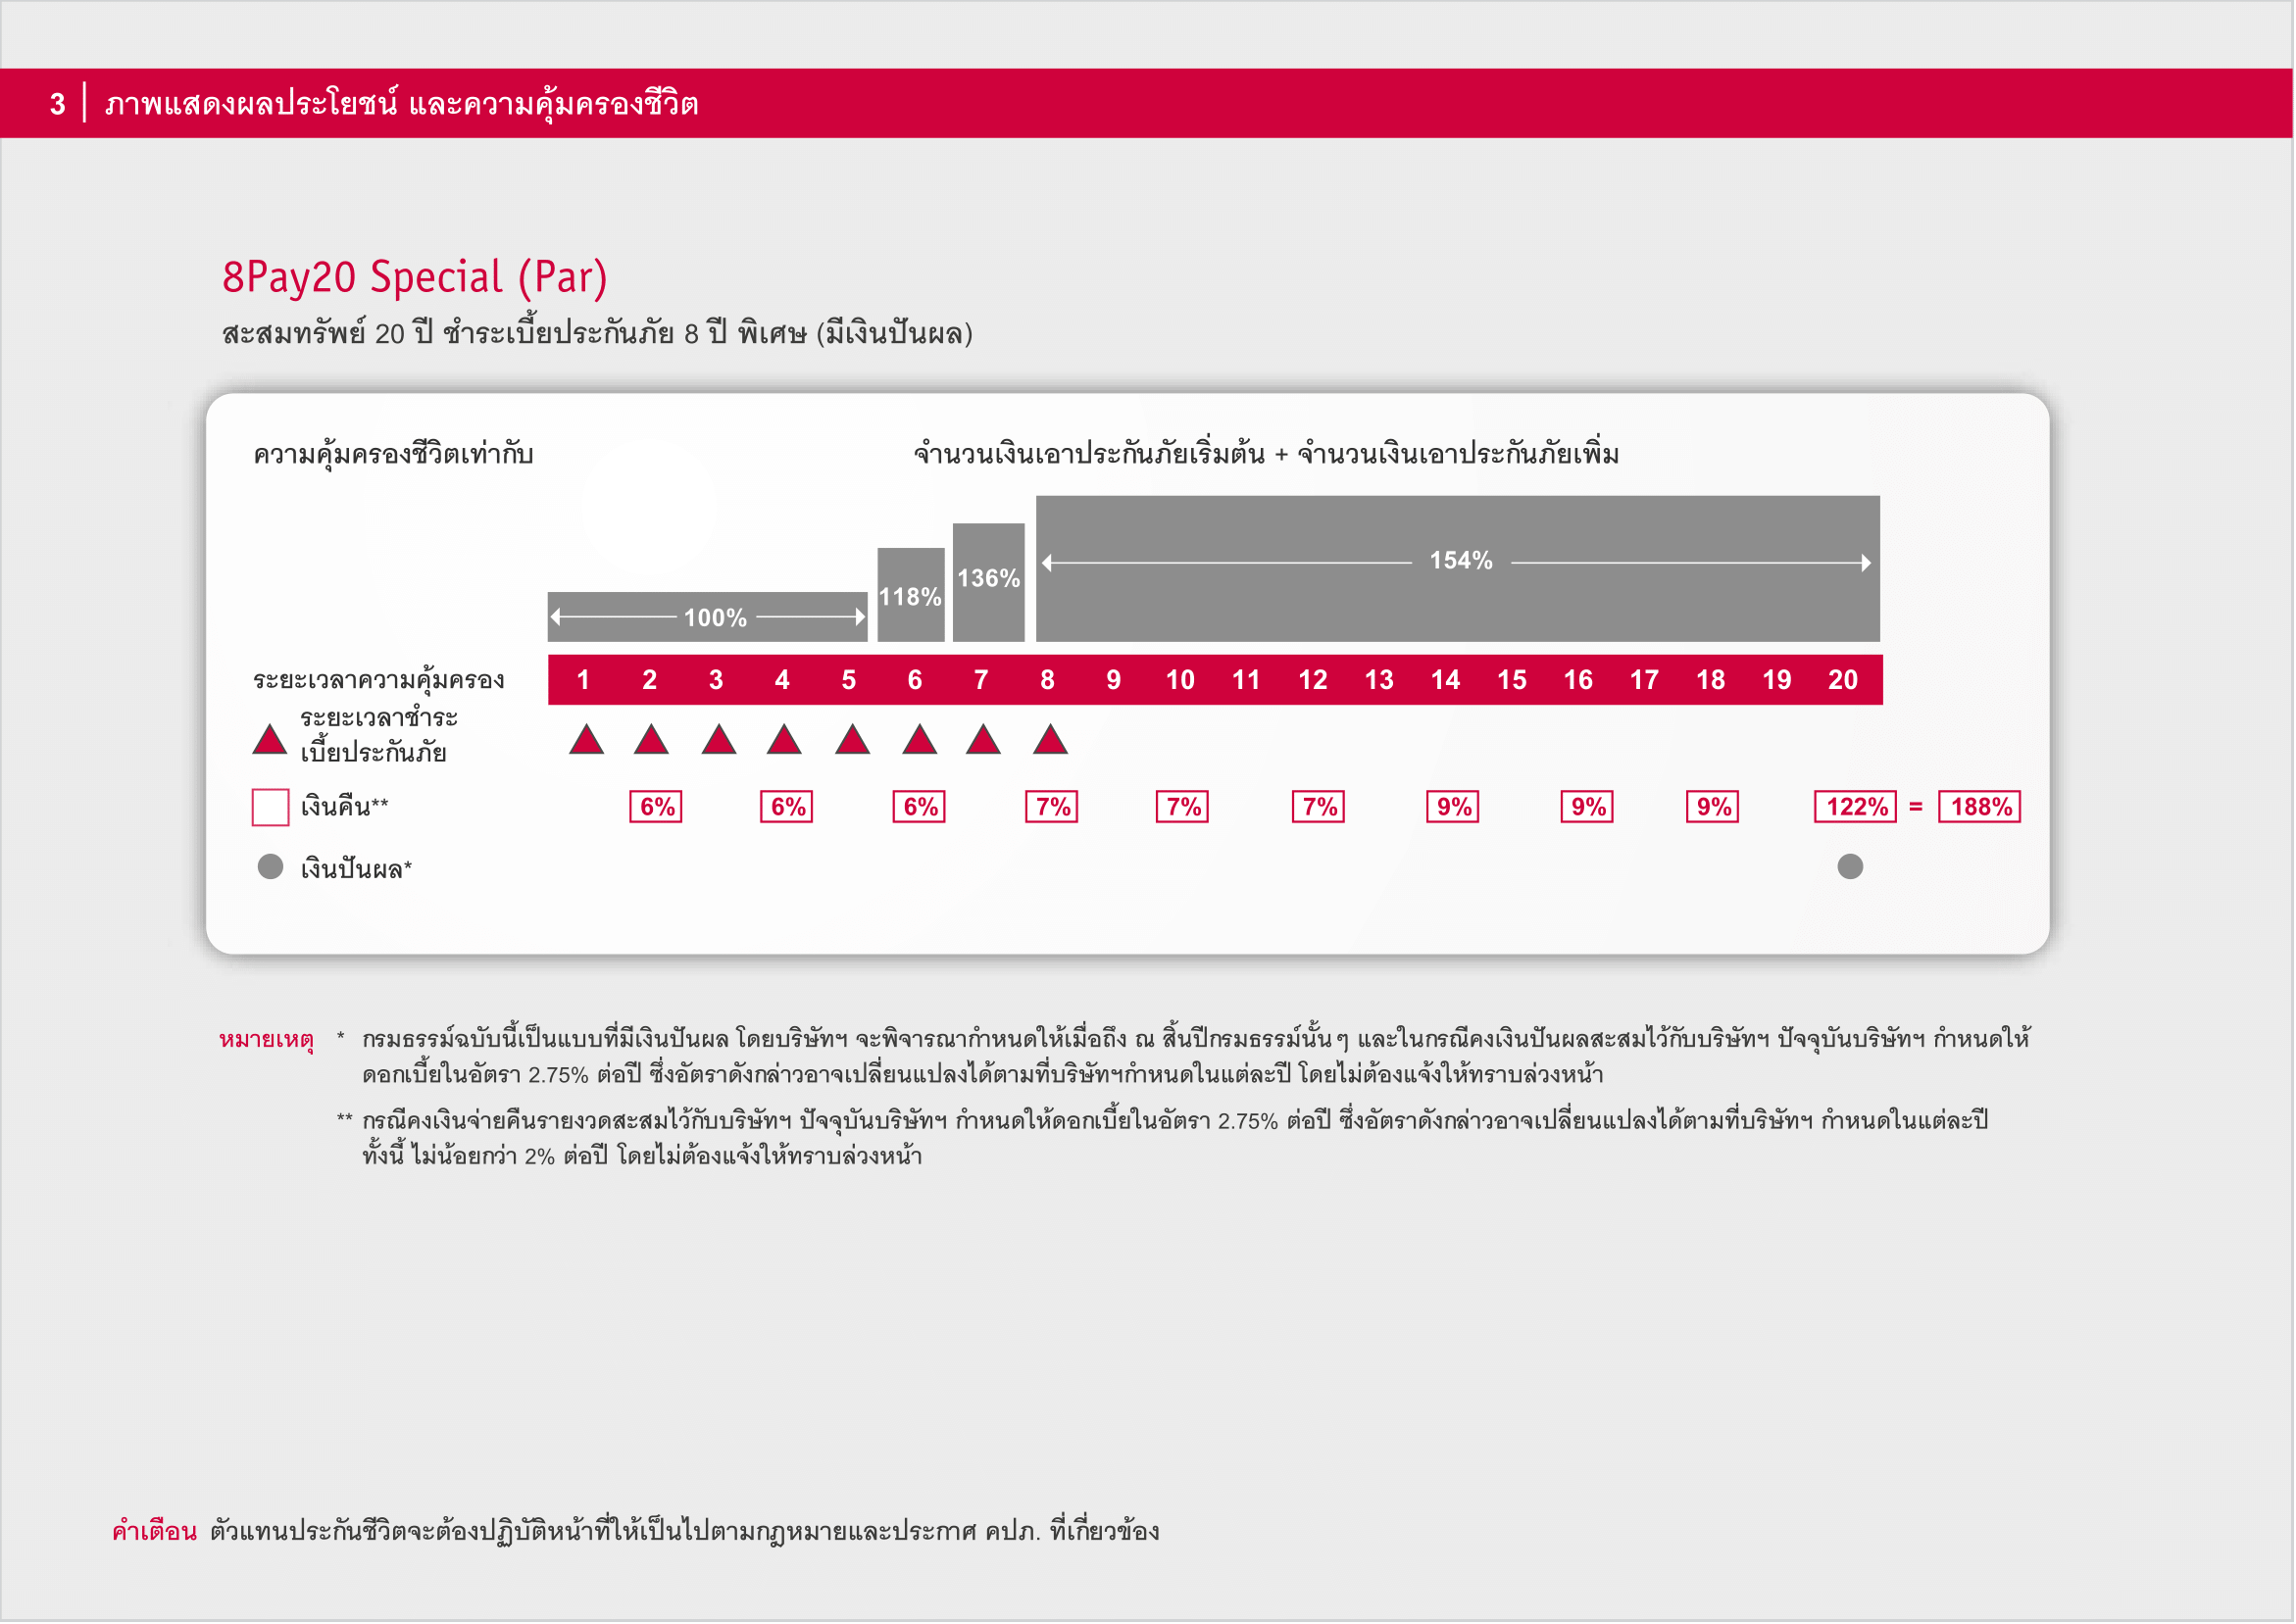 3 ภาพแสดงผลประโยชน์ และความคุ้มครองชีวิต
8Pay20 Special (Par)
สะสมทรัพย์ 20 ปี ชำระเบี้ยประกันภัย 8 ปี พิเศษ (มีเงินปันผล)
ความคุ้มครองชีวิตเท่ากับ จำนวนเงินเอาประกันภัยเริ่มต้น + จำนวนเงินเอาประกันภัยเพิ่ม
100% 118% 136% 154%
ระยะเวลาความคุ้มครอง 1 2 3 4 5 6 7 8 9 10 11 12 13 14 15 16 17 18 19 20
ระยะเวลาชำระ
เบี้ยประกันภัย
เงินคืน** 6% 6% 6% 7% 7% 7% 9% 9% 9% 122% = 188%
เงินปันผล*
หมายเหตุ * กรมธรรม์ฉบับนี้เป็นแบบที่มีเงินปันผล โดยบริษัทฯ จะพิจารณากำหนดให้เมื่อถึง ณ สิ้นปีกรมธรรม์นั้นๆ และในกรณีคงเงินปันผลสะสมไว้กับบริษัทฯ ปัจจุบันบริษัทฯ กำหนดให้
ดอกเบี้ยในอัตรา 2.75% ต่อปี ซึ่งอัตราดังกล่าวอาจเปลี่ยนแปลงได้ตามที่บริษัทฯกำหนดในแต่ละปี โดยไม่ต้องแจ้งให้ทราบล่วงหน้า
** กรณีคงเงินจ่ายคืนรายงวดสะสมไว้กับบริษัทฯ ปัจจุบันบริษัทฯ กำหนดให้ดอกเบี้ยในอัตรา 2.75% ต่อปี ซึ่งอัตราดังกล่าวอาจเปลี่ยนแปลงได้ตามที่บริษัทฯ กำหนดในแต่ละปี
ทั้งนี้ ไม่น้อยกว่า 2% ต่อปี โดยไม่ต้องแจ้งให้ทราบล่วงหน้า
คำเตือน ตัวแทนประกันชีวิตจะต้องปฏิบัติหน้าที่ให้เป็นไปตามกฎหมายและประกาศ คปภ. ที่เกี่ยวข้อง